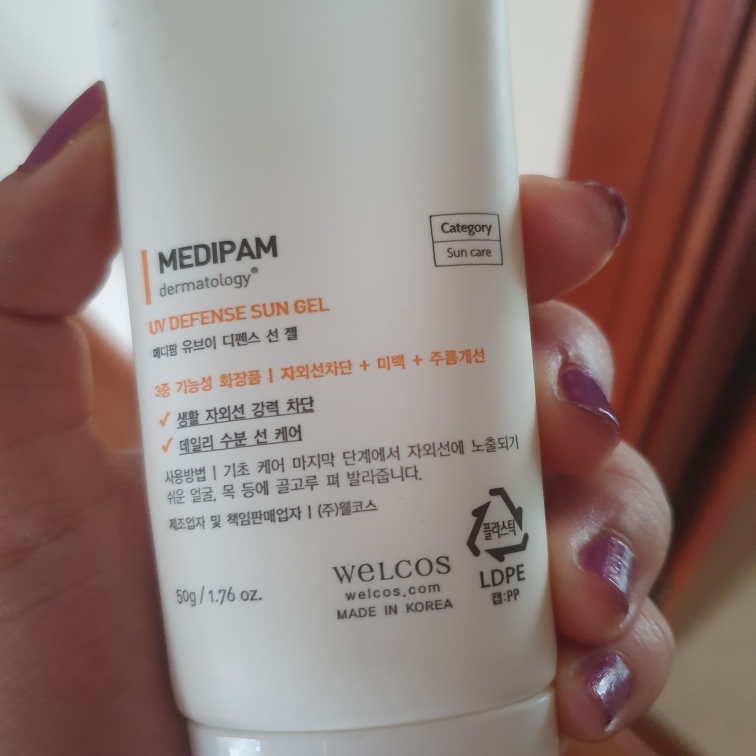 MEDIPAM
dermatology®
Category
Sun care
UV DEFENSE SUN GEL
메디팜 유브이 디펜스 선 젤
3중 기능성 화장품 | 자외선차단 + 미백 + 주름개선
✓ 생활 자외선 강력 차단
✓ 데일리 수분 선 케어
사용방법 | 기초 케어 마지막 단계에서 자외선에 노출되기
쉬운 얼굴, 목 등에 골고루 펴 발라줍니다.
제조업자 및 책임판매업자 | (주)웰코스
50g / 1.76 oz.
WELCOS
welcos.com
MADE IN KOREA
플라스틱
LDPE
캡:PP